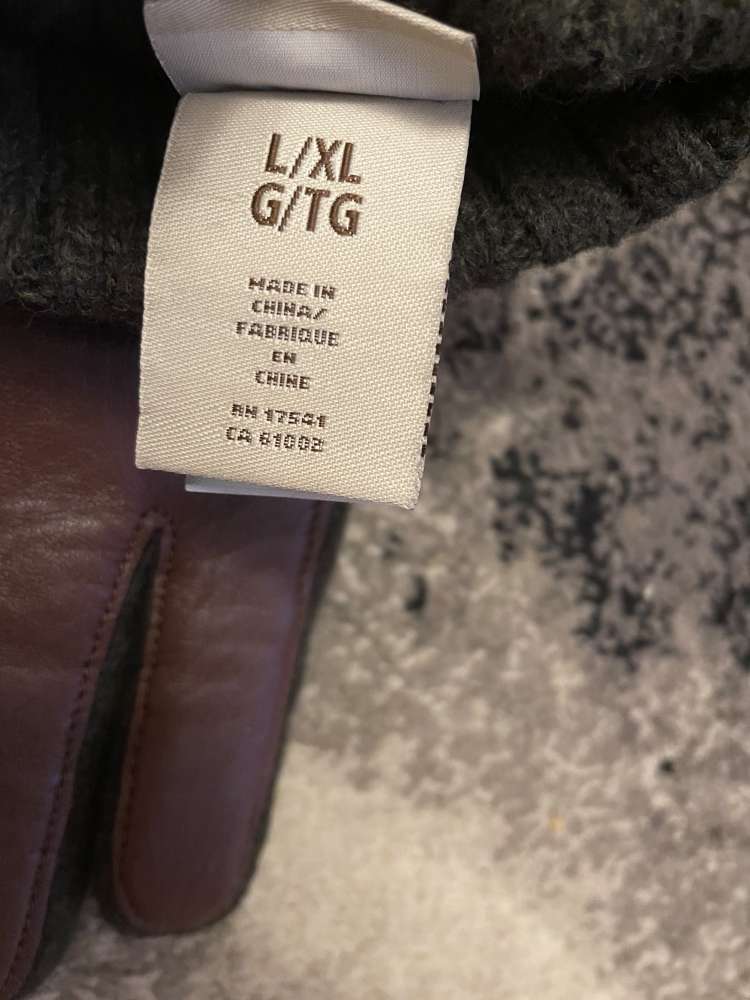 L/XL
G/TG
MADE IN
CHINA/
FABRIQUE
EN
CHINE
RN 17541
CA 61002